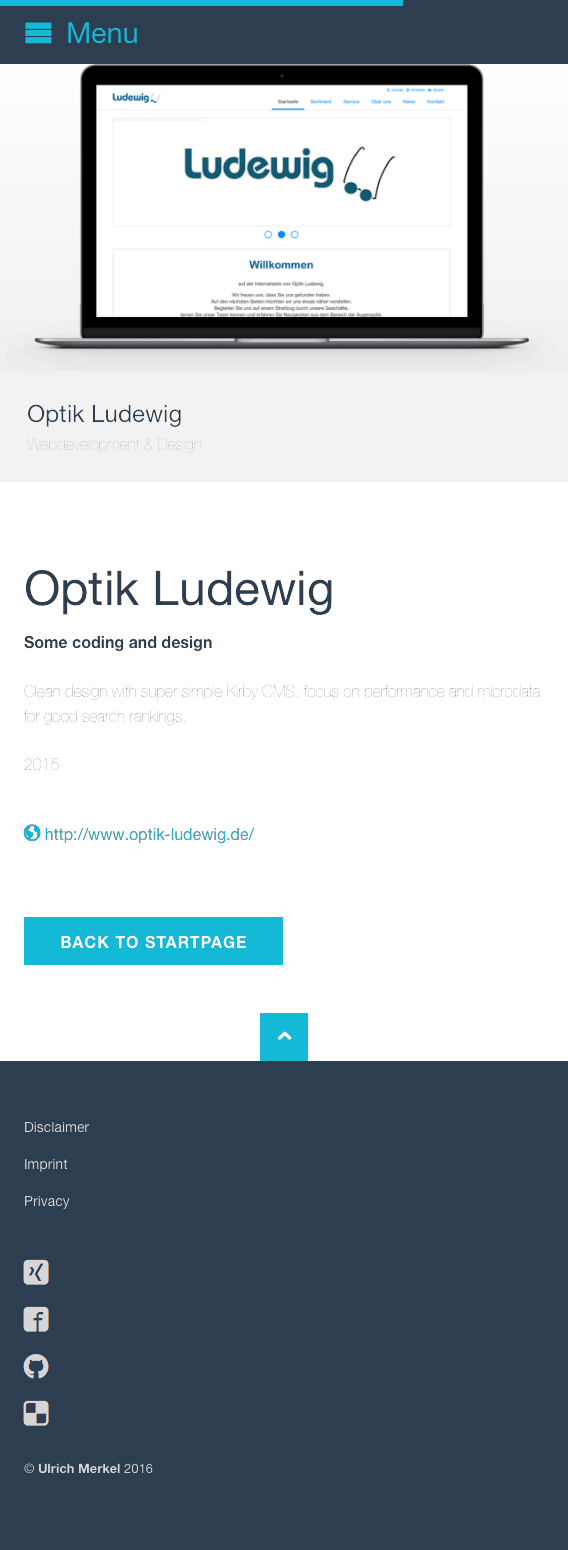 Menu
Ludewig
SUCHE SITEMAP
Startseite Sortiment Service Über uns News Kontakt
Ludewig
Willkommen
auf der Internetseite von Optik Ludewig.
Wir freuen uns, dass Sie uns gefunden haben.
Auf den nächsten Seiten möchten wir uns etwas näher vorstellen.
Begleiten Sie uns auf einem Streifzug durch unsere Geschäfte,
lernen Sie unser Team kennen und erfahren Sie Neuigkeiten aus dem Bereich der Augenoptik.
Optik Ludewig
Webdevelopment & Design
Optik Ludewig
Some coding and design
Clean design with super simple Kirby CMS, focus on performance and microdata
for good search rankings.
2015
http://www.optik-ludewig.de/
BACK TO STARTPAGE
Disclaimer
Imprint
Privacy
© Ulrich Merkel 2016